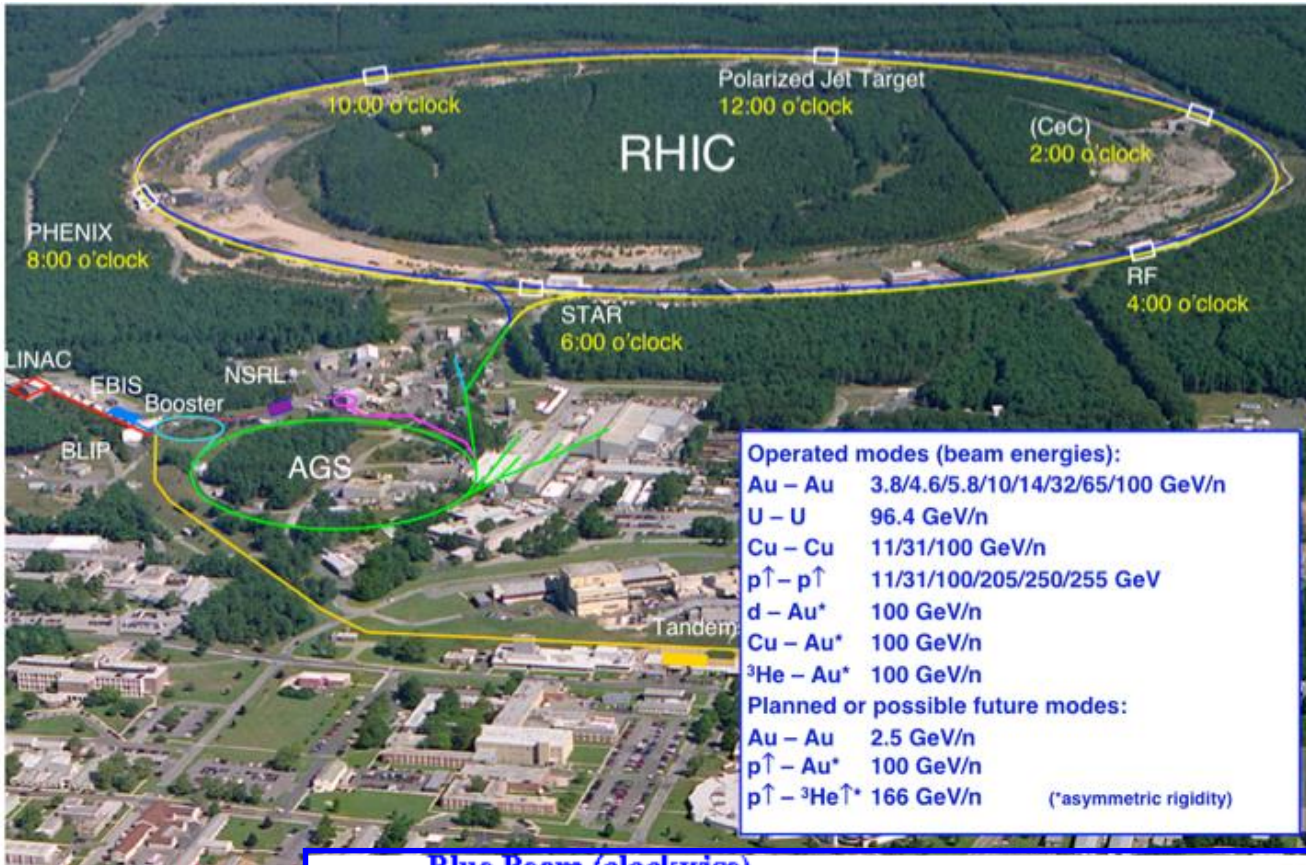 10:00 o'clock
Polarized Jet Target
12:00 o'clock
(CeC)
2:00 o'clock
RHIC
PHENIX
8:00 o'clock
RF
4:00 o'clock
STAR
6:00 o'clock
LINAC
EBIS
NSRL
Booster
BLIP
AGS
Tandem
Operated modes (beam energies):
Au – Au 3.8/4.6/5.8/10/14/32/65/100 GeV/n
U – U 96.4 GeV/n
Cu – Cu 11/31/100 GeV/n
p↑ – p↑ 11/31/100/205/250/255 GeV
d – Au* 100 GeV/n
Cu – Au* 100 GeV/n
³He – Au* 100 GeV/n
Planned or possible future modes:
Au – Au 2.5 GeV/n
p↑ – Au* 100 GeV/n
p↑ – ³He↑* 166 GeV/n (*asymmetric rigidity)
Blue Beam (clockwise)